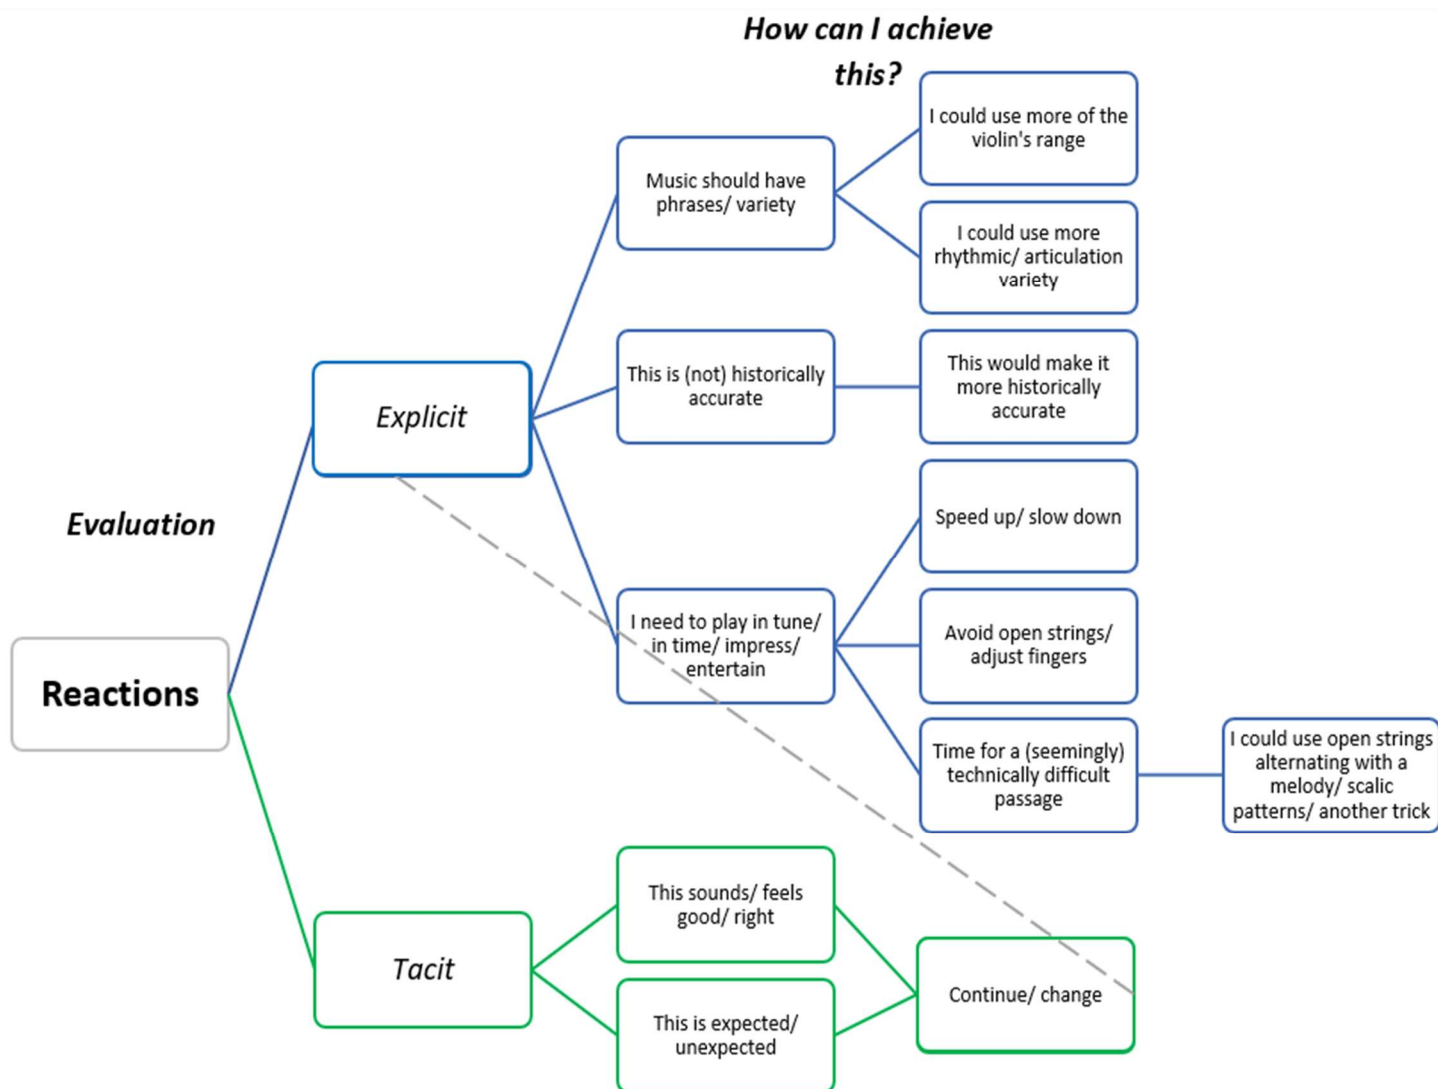 How can I achieve
this?
I could use more of the
violin's range
Music should have
phrases/ variety
I could use more
rhythmic/ articulation
variety
This is (not) historically
accurate
This would make it
more historically
accurate
Explicit
Evaluation
Speed up/ slow down
I need to play in tune/
in time/ impress/
entertain
Avoid open strings/
adjust fingers
Reactions
Time for a (seemingly)
technically difficult
passage
I could use open strings
alternating with a
melody/ scalic
patterns/ another trick
This sounds/ feels
good/ right
Tacit
Continue/ change
This is expected/
unexpected